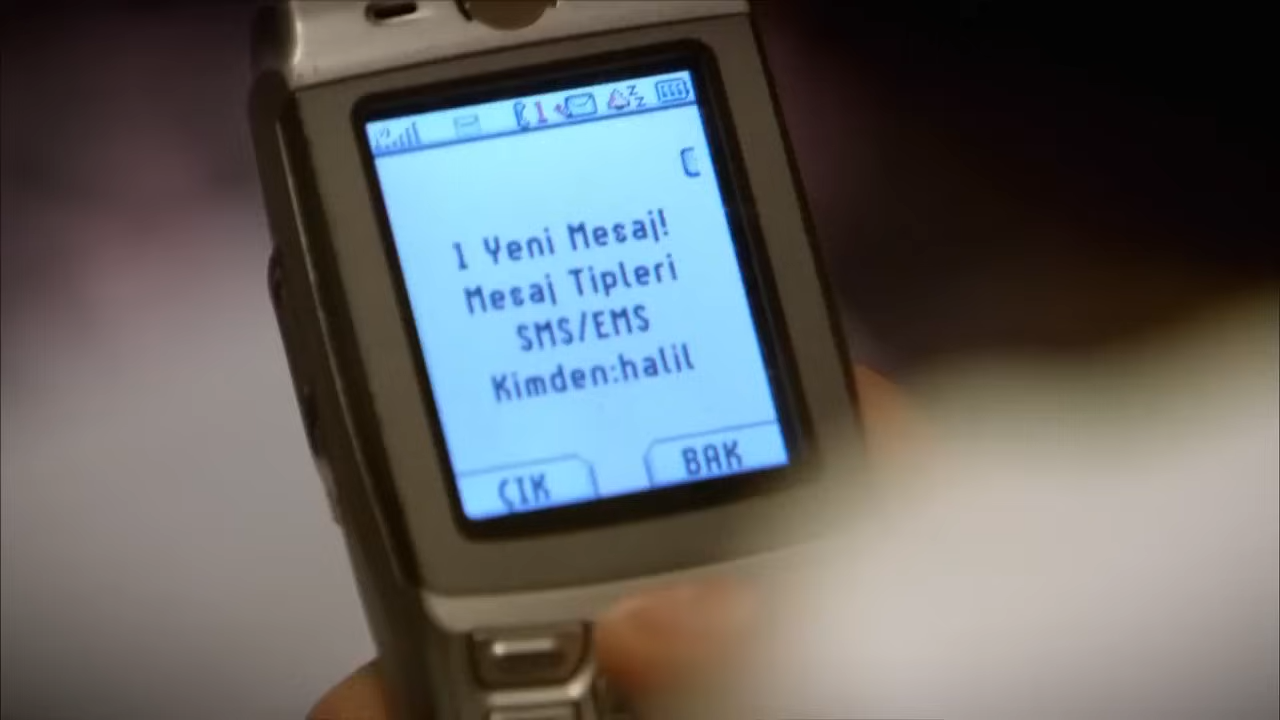 1 Yeni Mesaj!
Mesaj Tipleri
SMS/EMS
Kimden:halil
ÇIK BAK